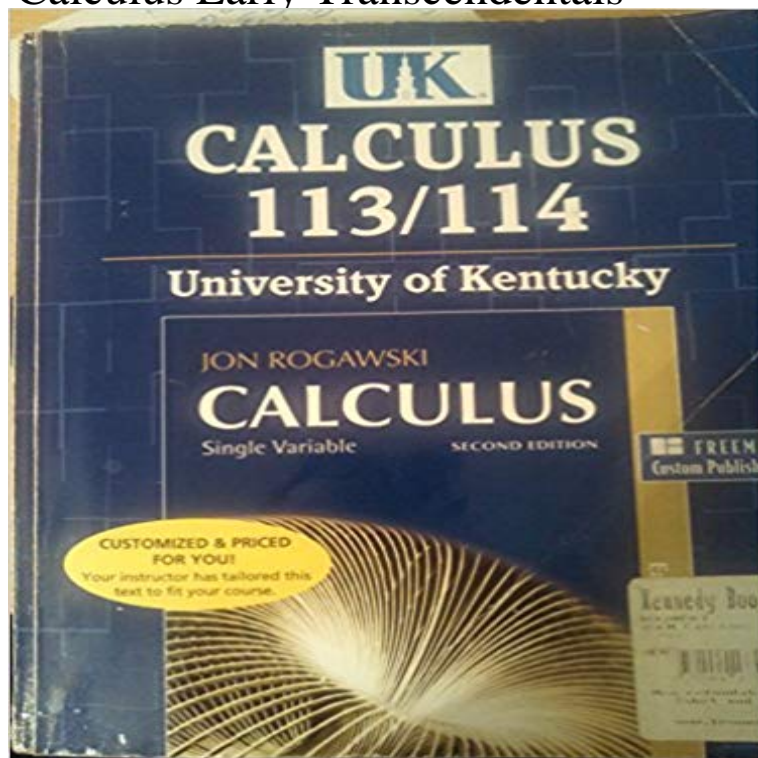 Calculus Early Transcendentals
UK
CALCULUS
113/114
University of Kentucky
JON ROGAWSKI
CALCULUS
Single Variable SECOND EDITION
FREEM
Custom Publish
CUSTOMIZED & PRICED
FOR YOU!
Your instructor has tailored this
text to fit your course.
Kennedy Boo